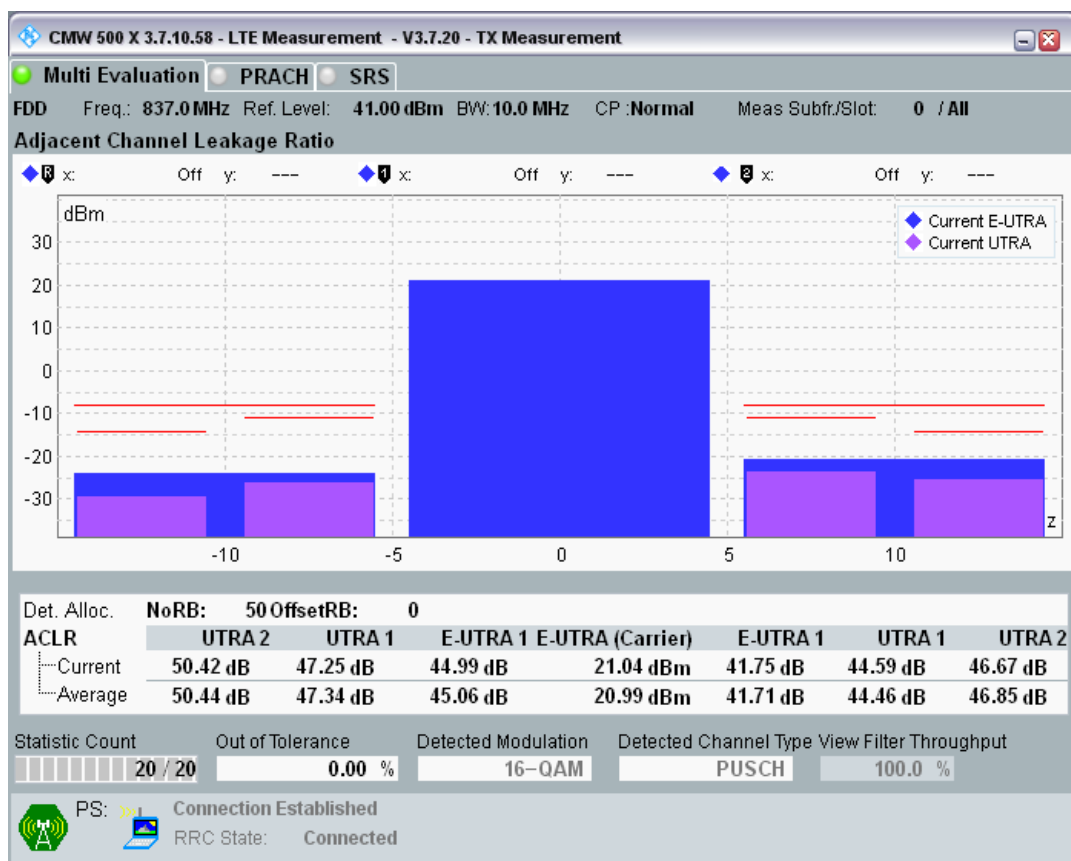 CMW 500 X 3.7.10.58 - LTE Measurement - V3.7.20 - TX Measurement
Multi Evaluation PRACH SRS
FDD Freq.: 837.0 MHz Ref. Level: 41.00 dBm BW: 10.0 MHz CP :Normal Meas Subfr./Slot: 0 / All
Adjacent Channel Leakage Ratio
R x: Off y: --- 1 x: Off y: --- 2 x: Off y: ---
dBm
Current E-UTRA
Current UTRA
30
20
10
0
-10
-20
-30
z
-10 -5 0 5 10
Det. Alloc. NoRB: 50 OffsetRB: 0
ACLR UTRA 2 UTRA 1 E-UTRA 1 E-UTRA (Carrier) E-UTRA 1 UTRA 1 UTRA 2
Current 50.42 dB 47.25 dB 44.99 dB 21.04 dBm 41.75 dB 44.59 dB 46.67 dB
Average 50.44 dB 47.34 dB 45.06 dB 20.99 dBm 41.71 dB 44.46 dB 46.85 dB
Statistic Count Out of Tolerance Detected Modulation Detected Channel Type View Filter Throughput
20 / 20 0.00 % 16-QAM PUSCH 100.0 %
PS: Connection Established
RRC State: Connected